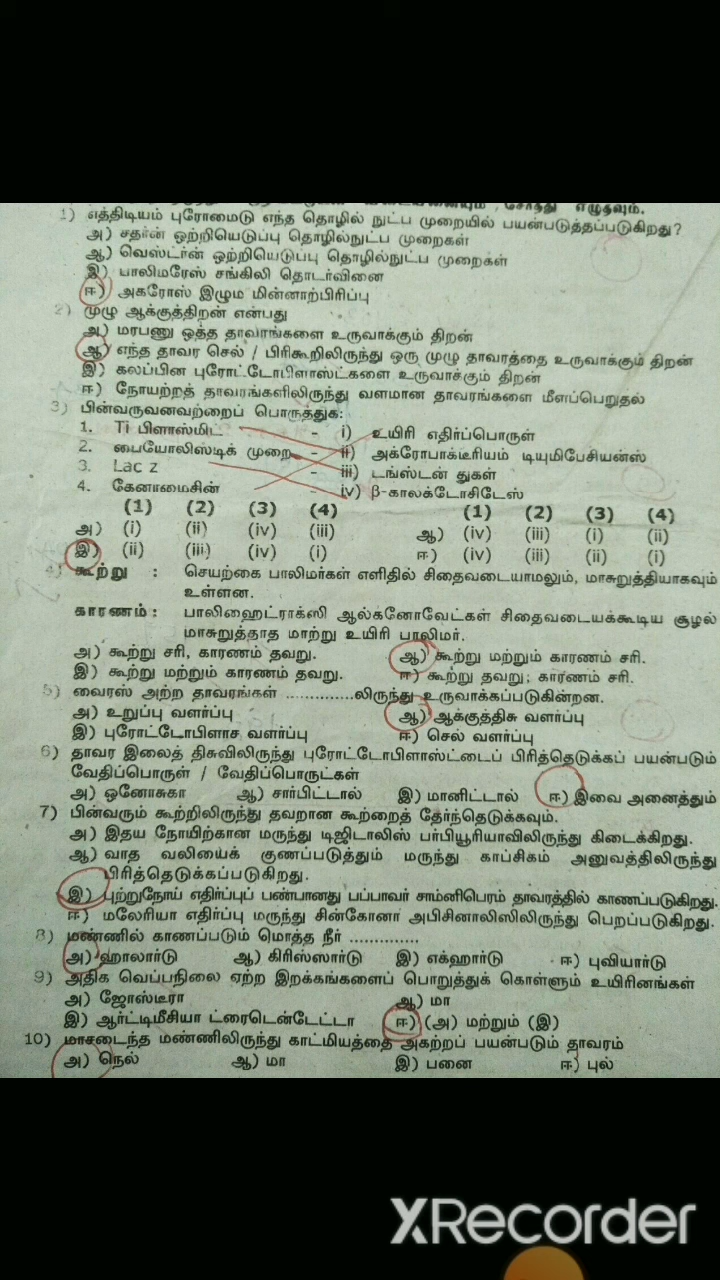 சேர்த்து எழுதவும்.
1) எத்திடியம் புரோமைடு எந்த தொழில் நுட்ப முறையில் பயன்படுத்தப்படுகிறது?
அ) சதர்ன் ஒற்றியெடுப்பு தொழில்நுட்ப முறைகள்
ஆ) வெஸ்டர்ன் ஒற்றியெடுப்பு தொழில்நுட்ப முறைகள்
இ) பாலிமரேஸ் சங்கிலி தொடர்வினை
ஈ) அகரோஸ் இழும மின்னாற்பிரிப்பு
2) முழு ஆக்குத்திறன் என்பது
அ) மரபணு ஒத்த தாவரங்களை உருவாக்கும் திறன்
ஆ) எந்த தாவர செல் / பிரிகூறிலிருந்து ஒரு முழு தாவரத்தை உருவாக்கும் திறன்
இ) கலப்பின புரோட்டோபிளாஸ்ட்களை உருவாக்கும் திறன்
ஈ) நோயற்றத் தாவரங்களிலிருந்து வளமான தாவரங்களை மீளப்பெறுதல்
3) பின்வருவனவற்றைப் பொருத்துக:
1. Ti பிளாஸ்மிட் - i) உயிரி எதிர்ப்பொருள்
2. பையோலிஸ்டிக் முறை - ii) அக்ரோபாக்டீரியம் டியுமிபேசியன்ஸ்
3. Lac z - iii) டங்ஸ்டன் துகள்
4. கேனாமைசின் - iv) β-காலக்டோசிடேஸ்
(1) (2) (3) (4) (1) (2) (3) (4)
அ) (i) (ii) (iv) (iii) ஆ) (iv) (iii) (i) (ii)
இ) (ii) (iii) (iv) (i) ஈ) (iv) (iii) (ii) (i)
4) கூற்று : செயற்கை பாலிமர்கள் எளிதில் சிதைவடையாமலும், மாசுறுத்தியாகவும்
உள்ளன.
காரணம் : பாலிஹைட்ராக்ஸி ஆல்கனோவேட்கள் சிதைவடையக்கூடிய சூழல்
மாசுறுத்தாத மாற்று உயிரி பாலிமர்.
அ) கூற்று சரி, காரணம் தவறு. ஆ) கூற்று மற்றும் காரணம் சரி.
இ) கூற்று மற்றும் காரணம் தவறு. ஈ) கூற்று தவறு; காரணம் சரி.
5) வைரஸ் அற்ற தாவரங்கள் ..............லிருந்து உருவாக்கப்படுகின்றன.
அ) உறுப்பு வளர்ப்பு ஆ) ஆக்குத்திசு வளர்ப்பு
இ) புரோட்டோபிளாச வளர்ப்பு ஈ) செல் வளர்ப்பு
6) தாவர இலைத் திசுவிலிருந்து புரோட்டோபிளாஸ்ட்டைப் பிரித்தெடுக்கப் பயன்படும்
வேதிப்பொருள் / வேதிப்பொருட்கள்
அ) ஒனோசுகா ஆ) சார்பிட்டால் இ) மானிட்டால் ஈ) இவை அனைத்தும்
7) பின்வரும் கூற்றிலிருந்து தவறான கூற்றைத் தேர்ந்தெடுக்கவும்.
அ) இதய நோயிற்கான மருந்து டிஜிடாலிஸ் பர்பியூரியாவிலிருந்து கிடைக்கிறது.
ஆ) வாத வலியைக் குணப்படுத்தும் மருந்து காப்சிகம் அனுவத்திலிருந்து
பிரித்தெடுக்கப்படுகிறது.
இ) புற்றுநோய் எதிர்ப்புப் பண்பானது பப்பாவர் சாம்னிபெரம் தாவரத்தில் காணப்படுகிறது.
ஈ) மலேரியா எதிர்ப்பு மருந்து சின்கோனா அபிசினாலிஸிலிருந்து பெறப்படுகிறது.
8) மண்ணில் காணப்படும் மொத்த நீர் ..............
அ) ஹாலார்டு ஆ) கிரிஸ்ஸார்டு இ) எக்ஹார்டு ஈ) புவியார்டு
9) அதிக வெப்பநிலை ஏற்ற இறக்கங்களைப் பொறுத்துக் கொள்ளும் உயிரினங்கள்
அ) ஜோஸ்டீரா ஆ) மா
இ) ஆர்ட்டிமீசியா ட்ரைடென்டேட்டா ஈ) (அ) மற்றும் (இ)
10) மாசடைந்த மண்ணிலிருந்து காட்மியத்தை அகற்றப் பயன்படும் தாவரம்
அ) நெல் ஆ) மா இ) பனை ஈ) புல்
XRecorder